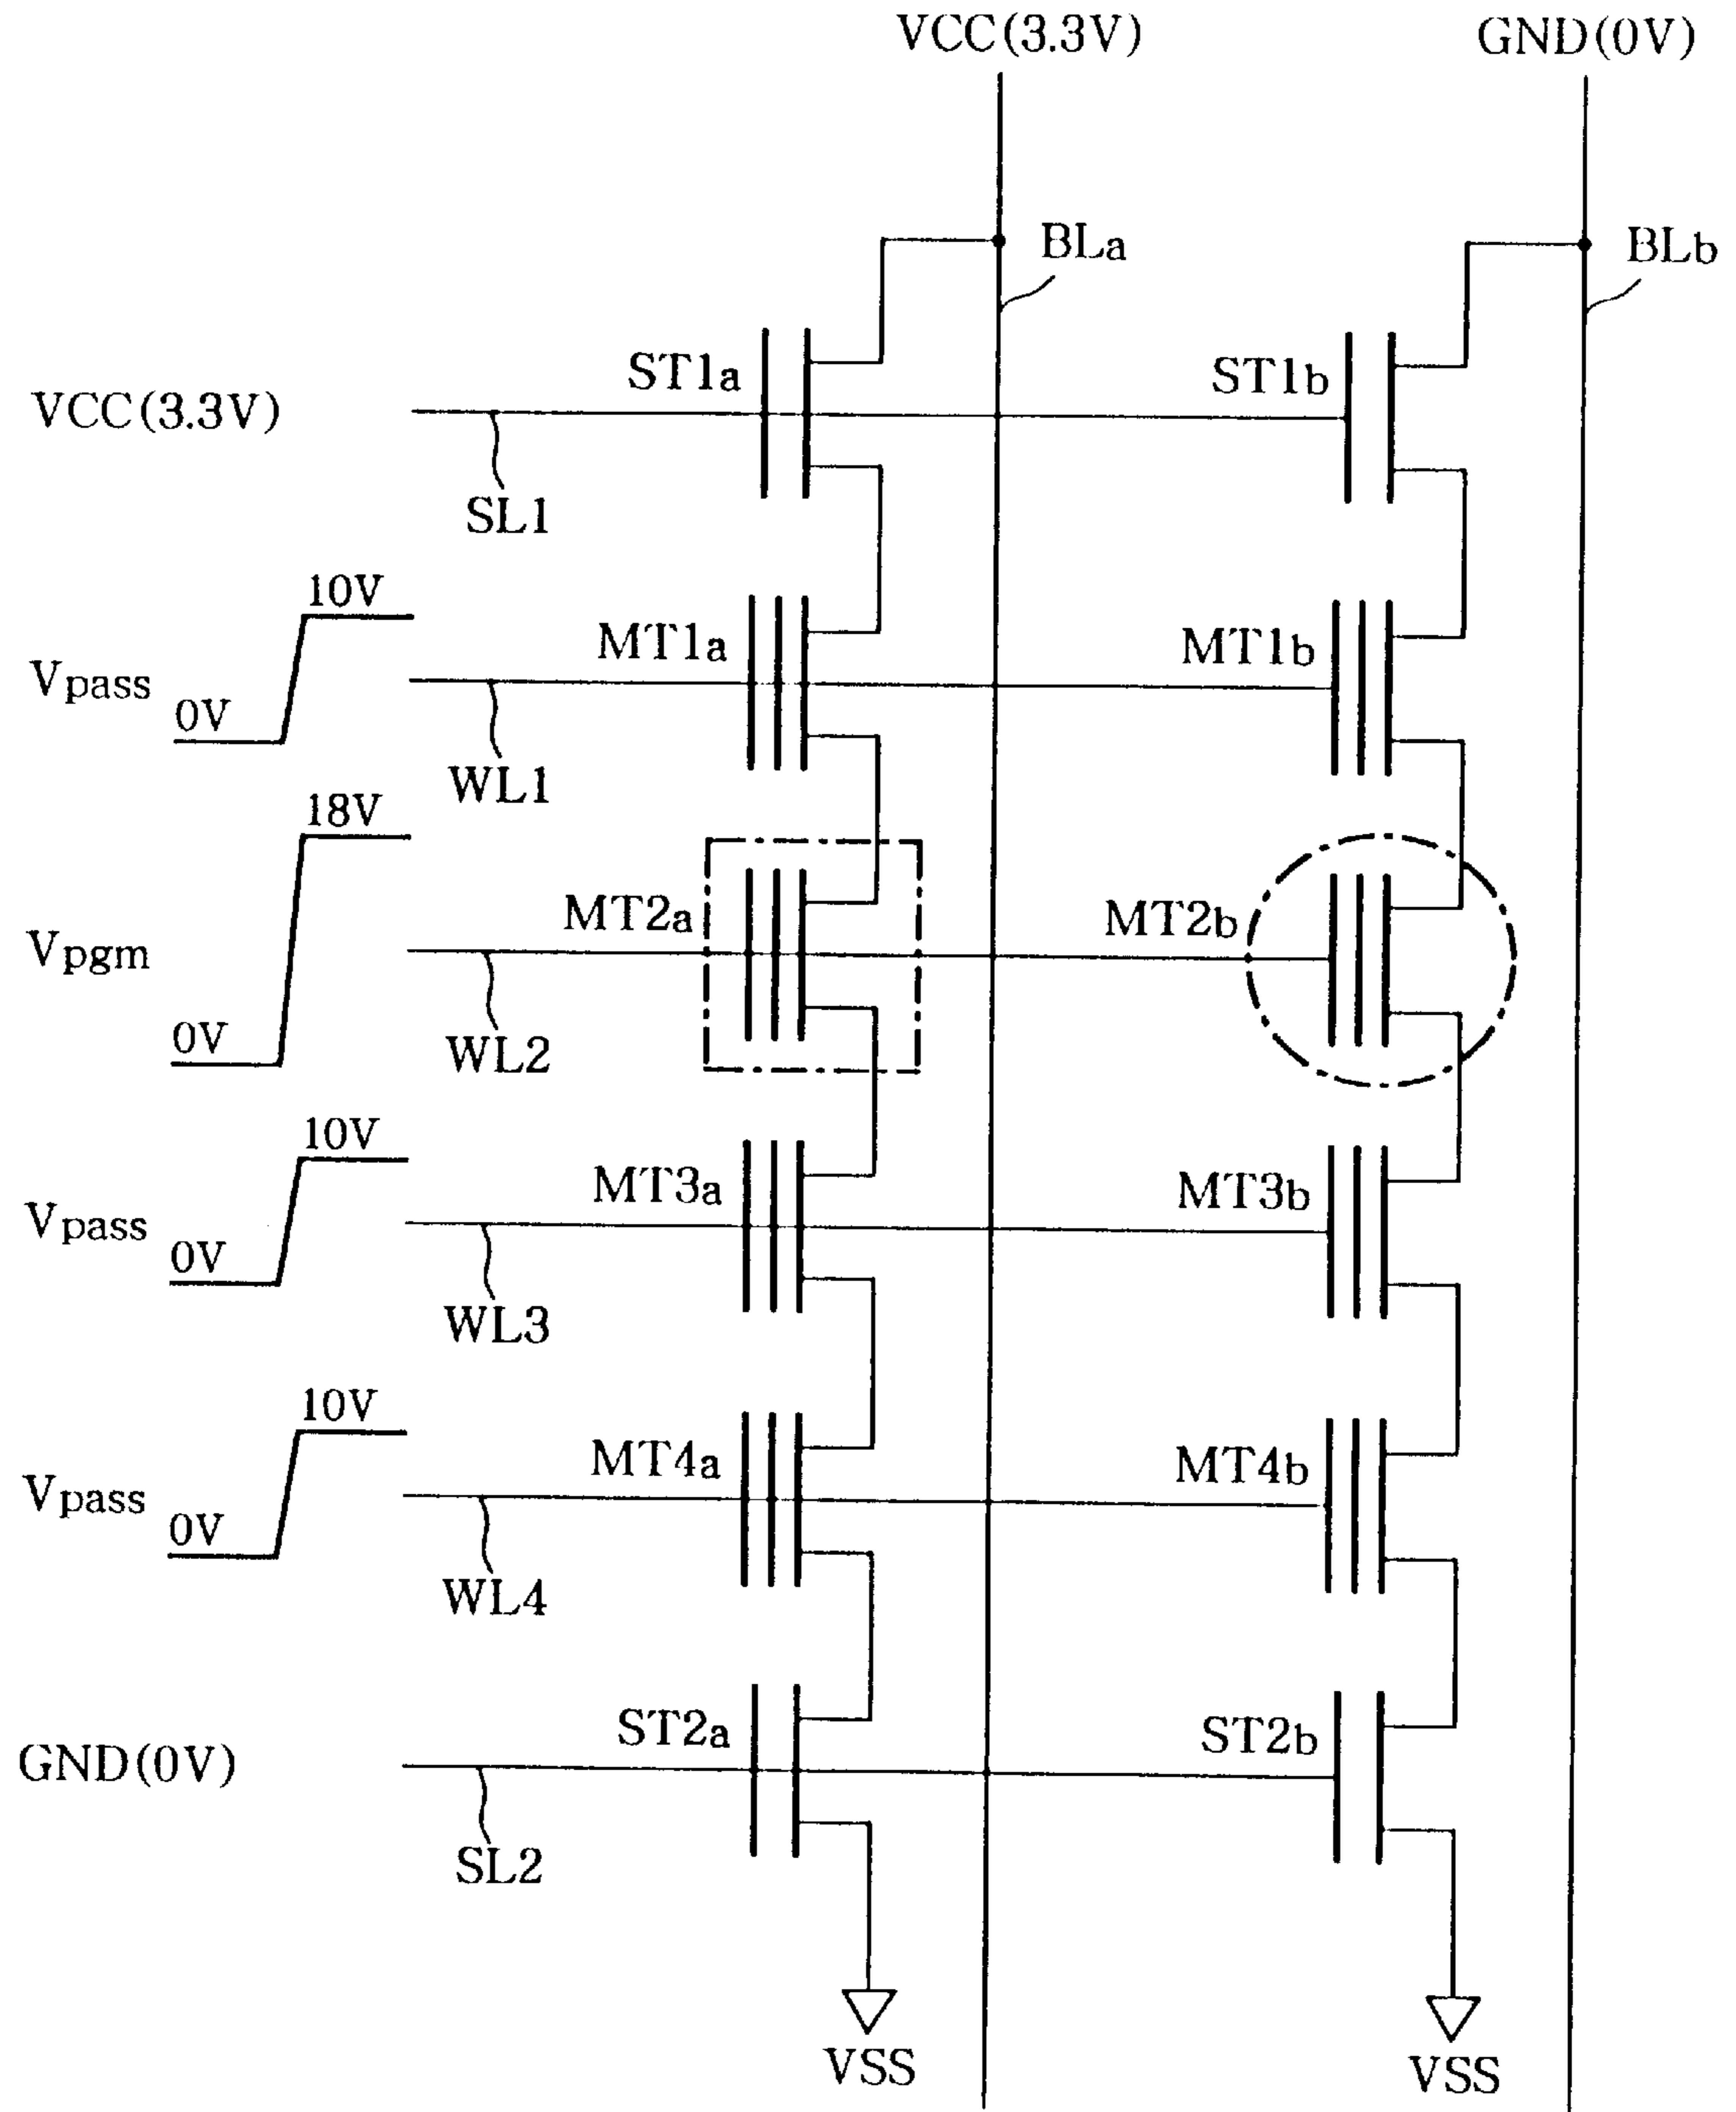 VCC(3.3V) GND(0V)
BLa BLb
ST1a ST1b
VCC(3.3V)
SL1
10V
MT1a MT1b
Vpass
0V
WL1
18V
MT2a MT2b
Vpgm
0V
WL2
10V
MT3a MT3b
Vpass
0V
WL3
10V
MT4a MT4b
Vpass
0V
WL4
ST2a ST2b
GND(0V)
SL2
VSS VSS